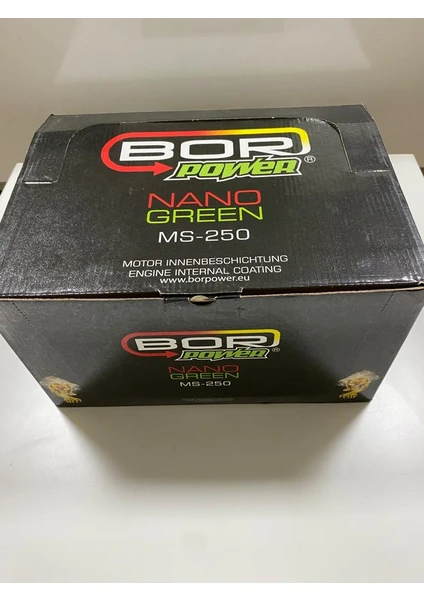 BOR
POWER®
NANO
GREEN
MS-250
MOTOR INNENBESCHICHTUNG
ENGINE INTERNAL COATING
www.borpower.eu
BOR
POWER®
NANO
GREEN
MS-250